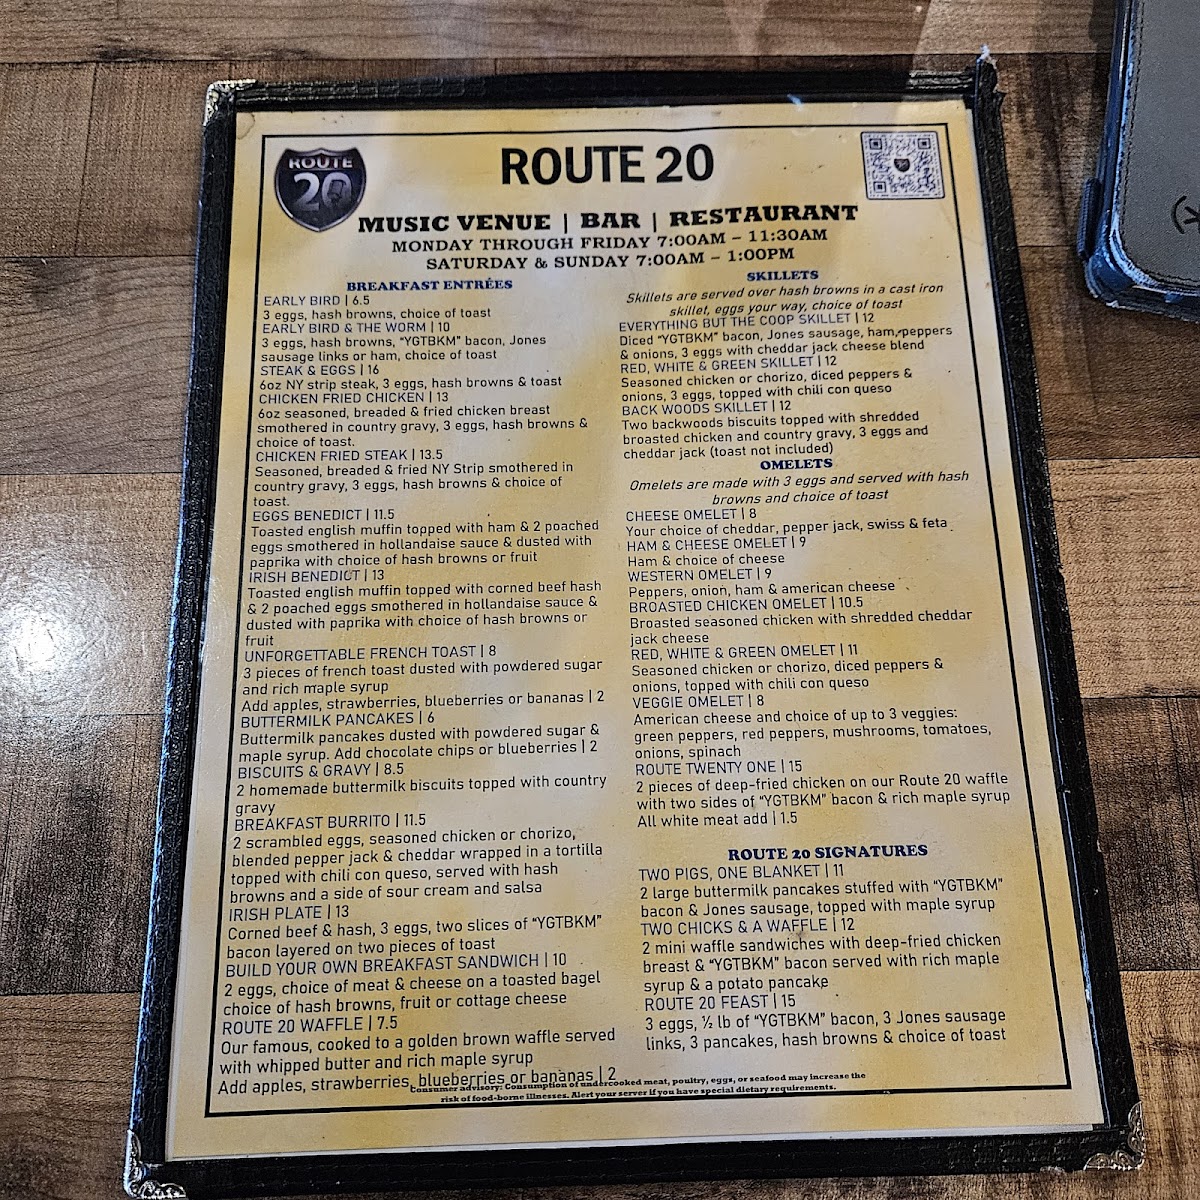 ROUTE
20
ROUTE 20
MUSIC VENUE | BAR | RESTAURANT
MONDAY THROUGH FRIDAY 7:00AM – 11:30AM
SATURDAY & SUNDAY 7:00AM – 1:00PM
BREAKFAST ENTRÉES
EARLY BIRD | 6.5
3 eggs, hash browns, choice of toast
EARLY BIRD & THE WORM | 10
3 eggs, hash browns, “YGTBKM” bacon, Jones
sausage links or ham, choice of toast
STEAK & EGGS | 16
6oz NY strip steak, 3 eggs, hash browns & toast
CHICKEN FRIED CHICKEN | 13
6oz seasoned, breaded & fried chicken breast
smothered in country gravy, 3 eggs, hash browns &
choice of toast.
CHICKEN FRIED STEAK | 13.5
Seasoned, breaded & fried NY Strip smothered in
country gravy, 3 eggs, hash browns & choice of
toast.
EGGS BENEDICT | 11.5
Toasted english muffin topped with ham & 2 poached
eggs smothered in hollandaise sauce & dusted with
paprika with choice of hash browns or fruit
IRISH BENEDICT | 13
Toasted english muffin topped with corned beef hash
& 2 poached eggs smothered in hollandaise sauce &
dusted with paprika with choice of hash browns or
fruit
UNFORGETTABLE FRENCH TOAST | 8
3 pieces of french toast dusted with powdered sugar
and rich maple syrup
Add apples, strawberries, blueberries or bananas | 2
BUTTERMILK PANCAKES | 6
Buttermilk pancakes dusted with powdered sugar &
maple syrup. Add chocolate chips or blueberries | 2
BISCUITS & GRAVY | 8.5
2 homemade buttermilk biscuits topped with country
gravy
BREAKFAST BURRITO | 11.5
2 scrambled eggs, seasoned chicken or chorizo,
blended pepper jack & cheddar wrapped in a tortilla
topped with chili con queso, served with hash
browns and a side of sour cream and salsa
IRISH PLATE | 13
Corned beef & hash, 3 eggs, two slices of “YGTBKM”
bacon layered on two pieces of toast
BUILD YOUR OWN BREAKFAST SANDWICH | 10
2 eggs, choice of meat & cheese on a toasted bagel
choice of hash browns, fruit or cottage cheese
ROUTE 20 WAFFLE | 7.5
Our famous, cooked to a golden brown waffle served
with whipped butter and rich maple syrup
Add apples, strawberries, blueberries or bananas | 2
SKILLETS
Skillets are served over hash browns in a cast iron
skillet, eggs your way, choice of toast
EVERYTHING BUT THE COOP SKILLET | 12
Diced “YGTBKM” bacon, Jones sausage, ham, peppers
& onions, 3 eggs with cheddar jack cheese blend
RED, WHITE & GREEN SKILLET | 12
Seasoned chicken or chorizo, diced peppers &
onions, 3 eggs, topped with chili con queso
BACK WOODS SKILLET | 12
Two backwoods biscuits topped with shredded
broasted chicken and country gravy, 3 eggs and
cheddar jack (toast not included)
OMELETS
Omelets are made with 3 eggs and served with hash
browns and choice of toast
CHEESE OMELET | 8
Your choice of cheddar, pepper jack, swiss & feta
HAM & CHEESE OMELET | 9
Ham & choice of cheese
WESTERN OMELET | 9
Peppers, onion, ham & american cheese
BROASTED CHICKEN OMELET | 10.5
Broasted seasoned chicken with shredded cheddar
jack cheese
RED, WHITE & GREEN OMELET | 11
Seasoned chicken or chorizo, diced peppers &
onions, topped with chili con queso
VEGGIE OMELET | 8
American cheese and choice of up to 3 veggies:
green peppers, red peppers, mushrooms, tomatoes,
onions, spinach
ROUTE TWENTY ONE | 15
2 pieces of deep-fried chicken on our Route 20 waffle
with two sides of “YGTBKM” bacon & rich maple syrup
All white meat add | 1.5
ROUTE 20 SIGNATURES
TWO PIGS, ONE BLANKET | 11
2 large buttermilk pancakes stuffed with “YGTBKM”
bacon & Jones sausage, topped with maple syrup
TWO CHICKS & A WAFFLE | 12
2 mini waffle sandwiches with deep-fried chicken
breast & “YGTBKM” bacon served with rich maple
syrup & a potato pancake
ROUTE 20 FEAST | 15
3 eggs, ½ lb of “YGTBKM” bacon, 3 Jones sausage
links, 3 pancakes, hash browns & choice of toast
Consumer advisory: Consumption of undercooked meat, poultry, eggs, or seafood may increase the
risk of food-borne illnesses. Alert your server if you have special dietary requirements.